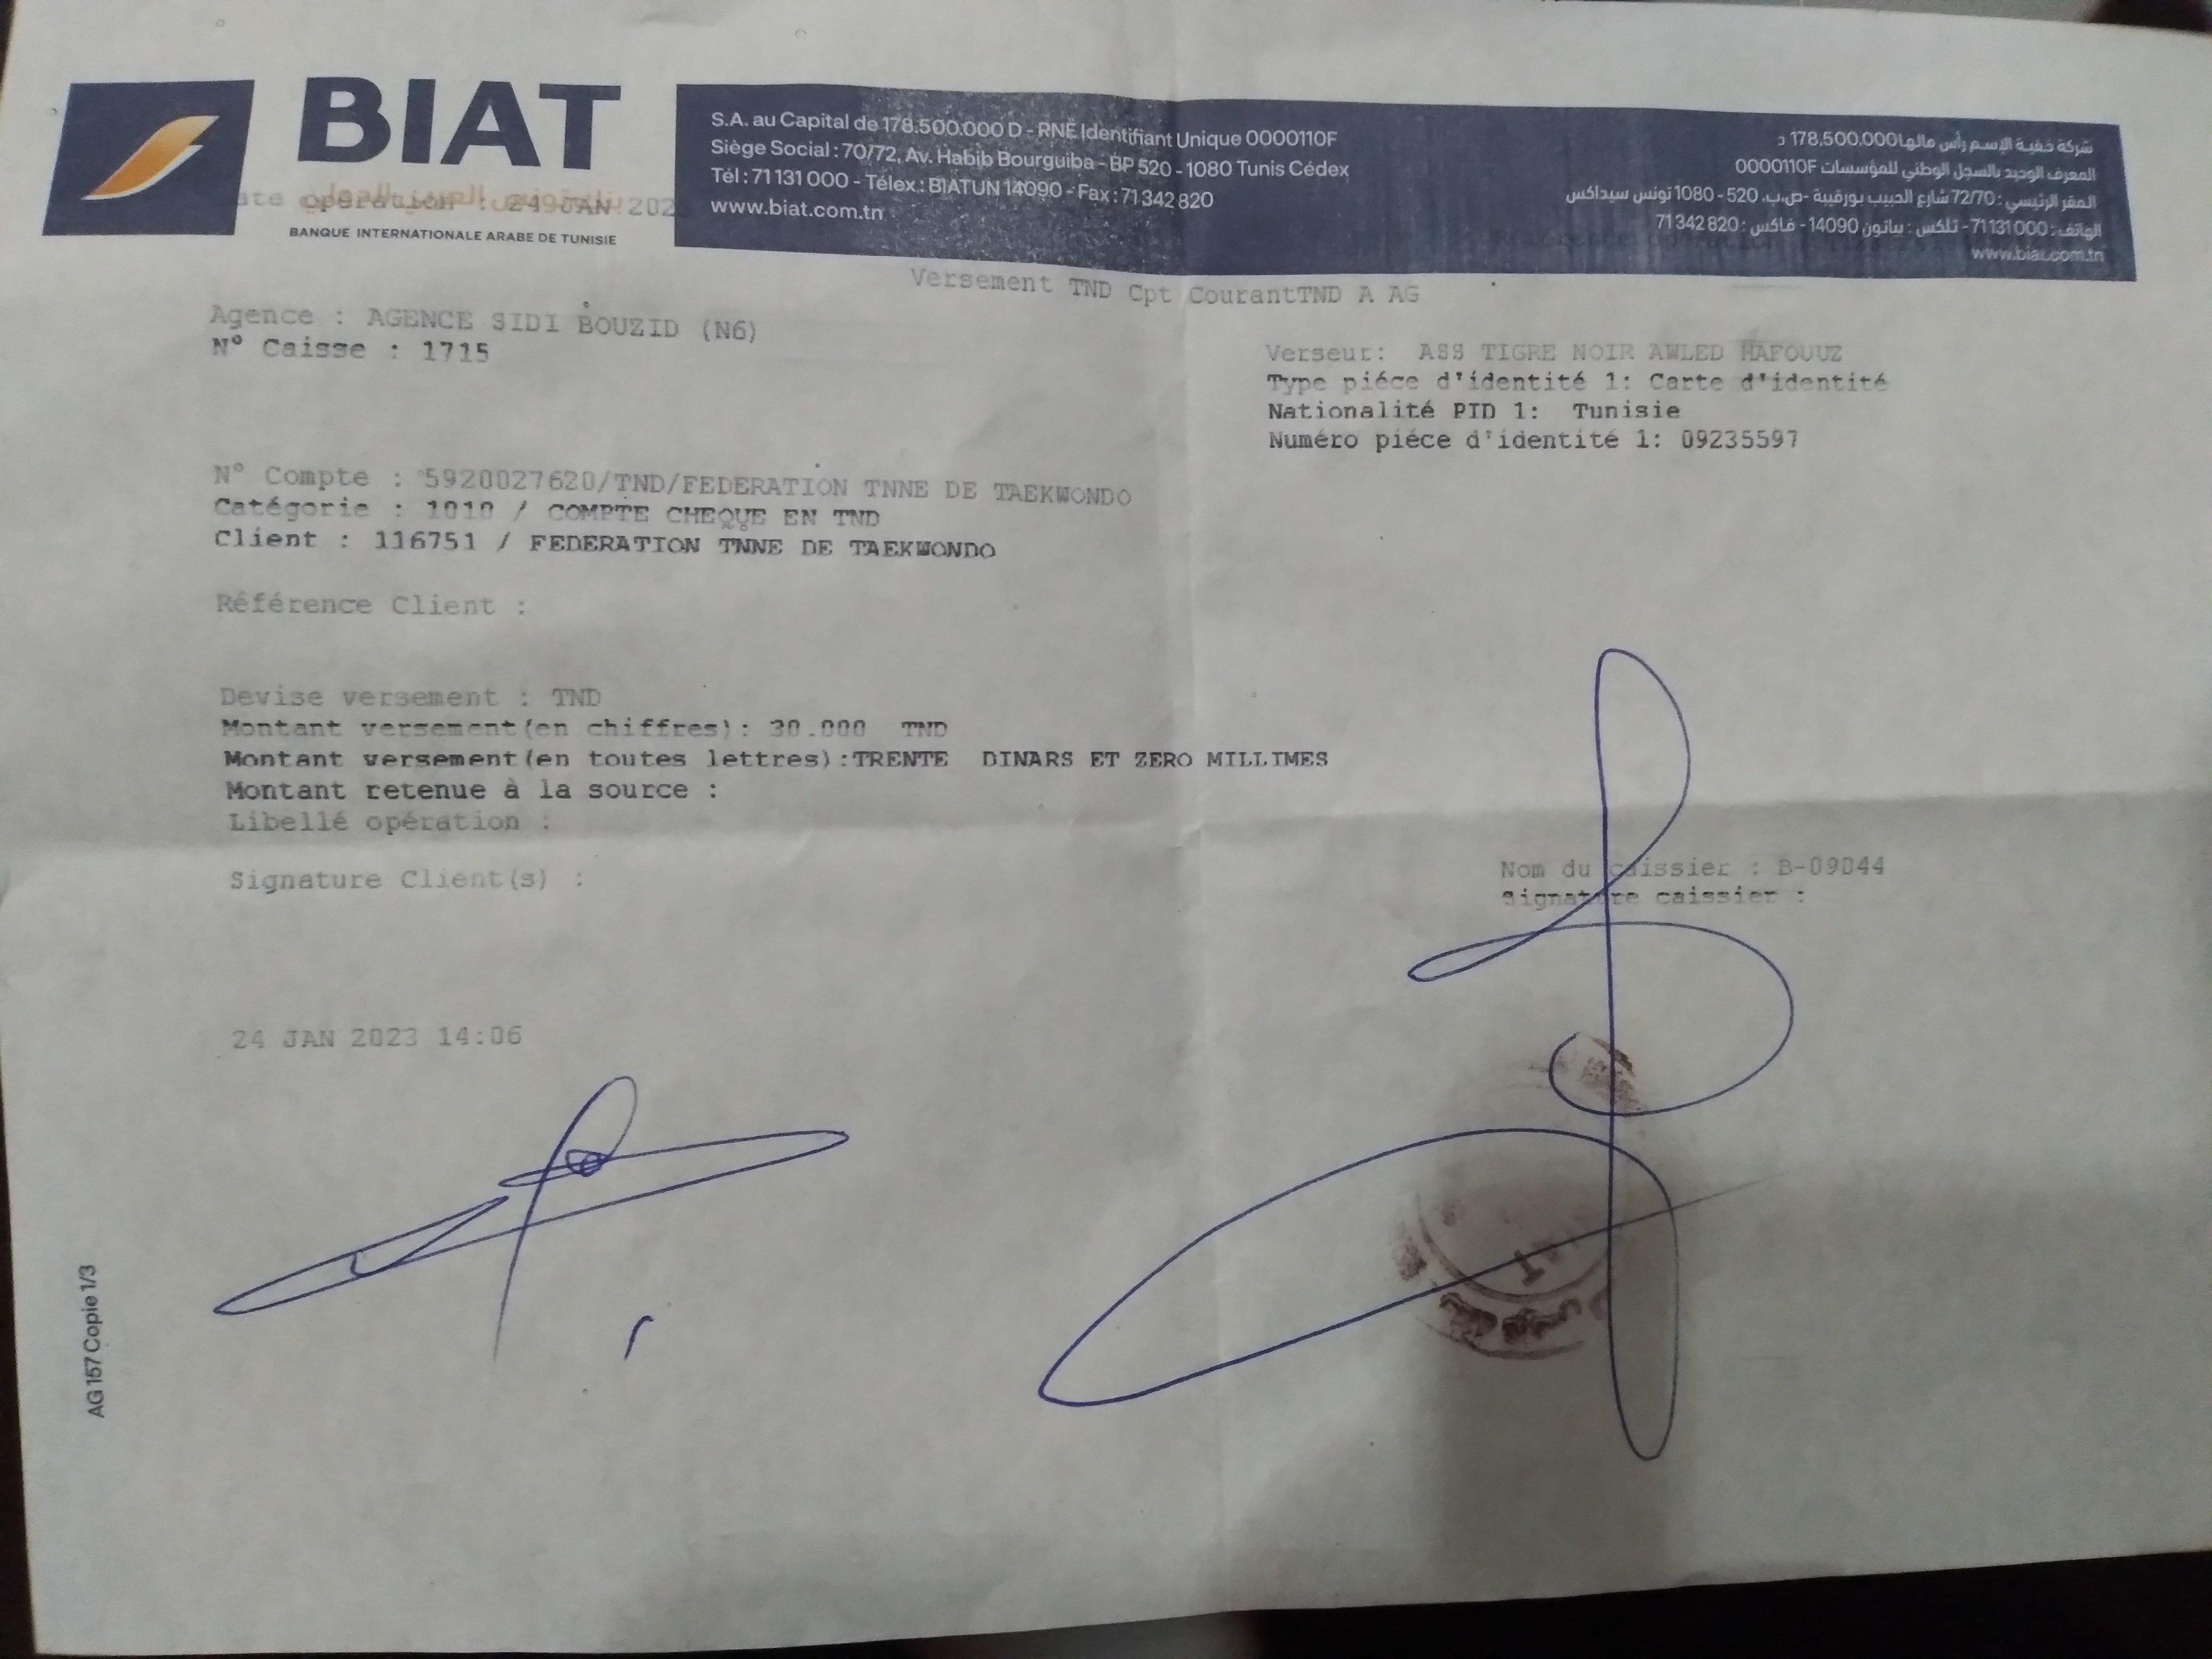 BIAT
BANQUE INTERNATIONALE ARABE DE TUNISIE
S.A. au Capital de 178.500.000 D - RNE Identifiant Unique 0000110F
Siège Social : 70/72, Av. Habib Bourguiba - BP 520 - 1080 Tunis Cédex
Tél : 71 131 000 - Télex.: BIATUN 14090 - Fax : 71 342 820
www.biat.com.tn
شركة خفية الإسم رأس مالها 178.500.000 د
المعرف الوحيد بالسجل الوطني للمؤسسات 0000110F
المقر الرئيسي : 72/70 شارع الحبيب بورقيبة -ص.ب. 520 - 1080 تونس سيداكس
الهاتف : 71131000 - تلكس : بياتون 14090 - فاكس : 71342820
www.biat.com.tn
ate opération : 24 JAN 202
Versement TND Cpt CourantTND A AG
Agence : AGENCE SIDI BOUZID (N6)
N° Caisse : 1715
Verseur: ASS TIGRE NOIR AWLED HAFOUUZ
Type piéce d'identité 1: Carte d'identité
Nationalité PID 1: Tunisie
Numéro piéce d'identité 1: 09235597
N° Compte : 5920027620/TND/FEDERATION TNNE DE TAEKWONDO
Catégorie : 1010 / COMPTE CHEQUE EN TND
Client : 116751 / FEDERATION TNNE DE TAEKWONDO
Référence Client :
Devise versement : TND
Montant versement(en chiffres): 30.000 TND
Montant versement(en toutes lettres):TRENTE DINARS ET ZERO MILLIMES
Montant retenue à la source :
Libellé opération :
Signature Client(s) :
Nom du caissier : B-09044
Signature caissier :
24 JAN 2023 14:06
AG 157 Copie 1/3